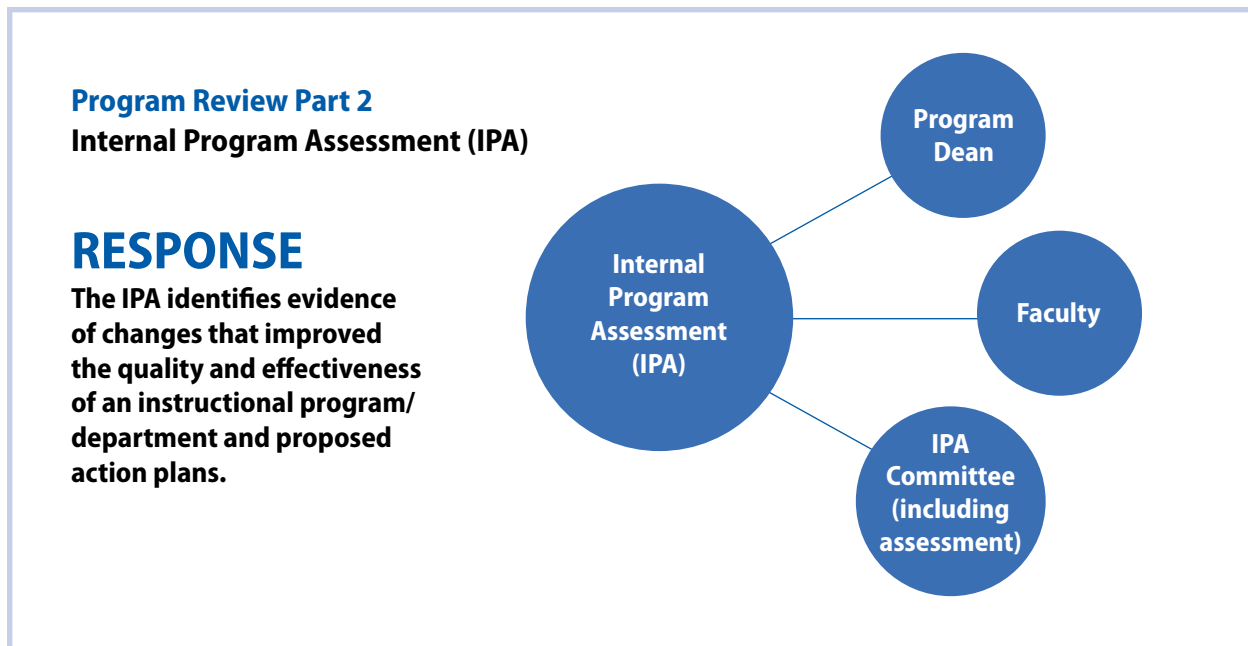 Program Review Part 2
Internal Program Assessment (IPA)
RESPONSE
The IPA identifies evidence
of changes that improved
the quality and effectiveness
of an instructional program/
department and proposed
action plans.
Internal
Program
Assessment
(IPA)
Program
Dean
Faculty
IPA
Committee
(including
assessment)